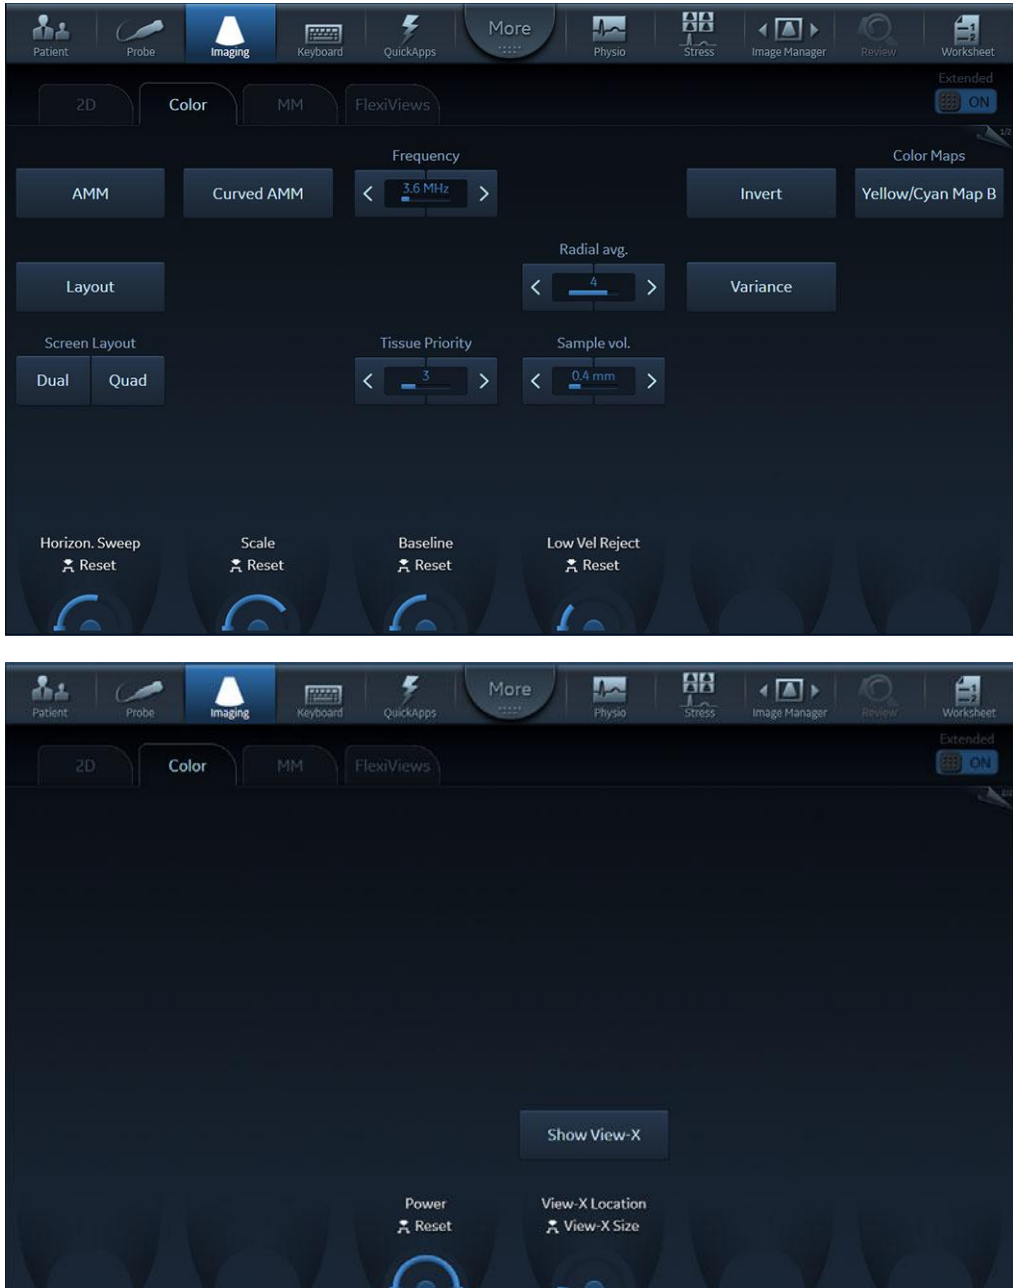 Patient Probe Imaging Keyboard QuickApps More Physio Stress Image Manager Review Worksheet
Extended
2D Color MM FlexiViews ON
1/2
Frequency Color Maps
AMM Curved AMM 3.6 MHz Invert Yellow/Cyan Map B
Radial avg.
Layout 4 Variance
Screen Layout Tissue Priority Sample vol.
Dual Quad 3 0.4 mm
Horizon. Sweep Scale Baseline Low Vel Reject
Reset Reset Reset Reset
Patient Probe Imaging Keyboard QuickApps More Physio Stress Image Manager Review Worksheet
Extended
2D Color MM FlexiViews ON
2/2
Show View-X
Power View-X Location
Reset View-X Size